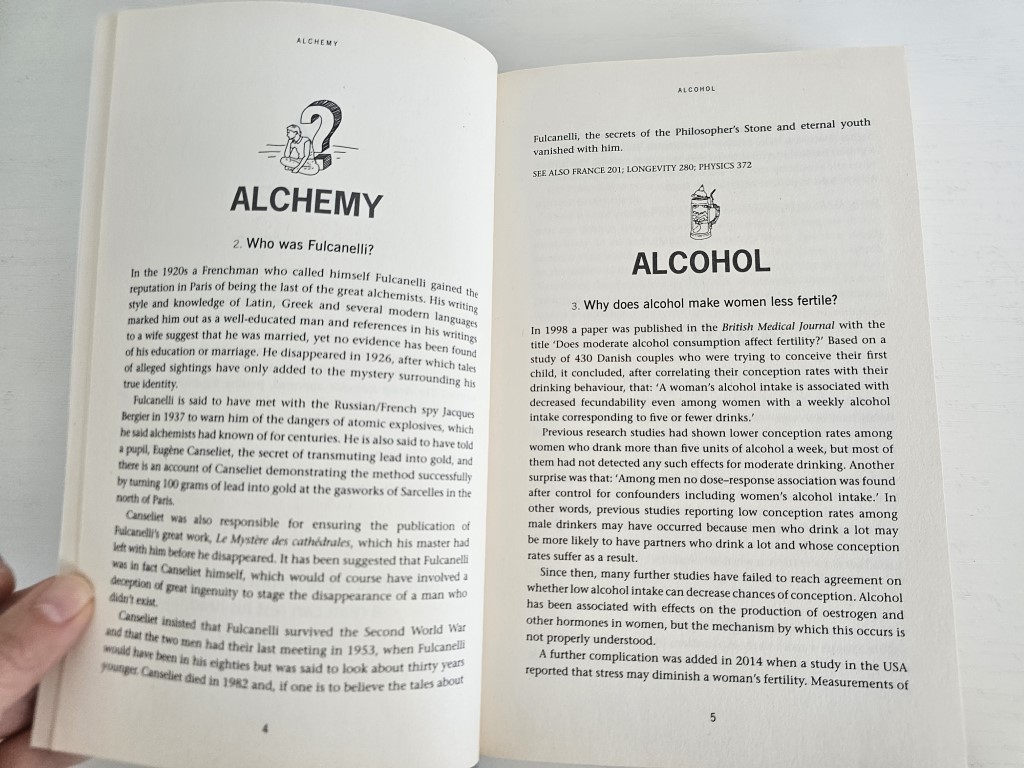 ALCHEMY
ALCHEMY
2. Who was Fulcanelli?
In the 1920s a Frenchman who called himself Fulcanelli gained the
reputation in Paris of being the last of the great alchemists. His writing
style and knowledge of Latin, Greek and several modern languages
marked him out as a well-educated man and references in his writings
to a wife suggest that he was married, yet no evidence has been found
of his education or marriage. He disappeared in 1926, after which tales
of alleged sightings have only added to the mystery surrounding his
true identity.
Fulcanelli is said to have met with the Russian/French spy Jacques
Bergier in 1937 to warn him of the dangers of atomic explosives, which
he said alchemists had known of for centuries. He is also said to have told
a pupil, Eugène Canseliet, the secret of transmuting lead into gold, and
there is an account of Canseliet demonstrating the method successfully
by turning 100 grams of lead into gold at the gasworks of Sarcelles in the
north of Paris.
Canseliet was also responsible for ensuring the publication of
Fulcanelli's great work, Le Mystère des cathédrales, which his master had
left with him before he disappeared. It has been suggested that Fulcanelli
was in fact Canseliet himself, which would of course have involved a
deception of great ingenuity to stage the disappearance of a man who
didn't exist.
Canseliet insisted that Fulcanelli survived the Second World War
and that the two men had their last meeting in 1953, when Fulcanelli
would have been in his eighties but was said to look about thirty years
younger. Canseliet died in 1982 and, if one is to believe the tales about
4
ALCOHOL
Fulcanelli, the secrets of the Philosopher's Stone and eternal youth
vanished with him.
SEE ALSO FRANCE 201; LONGEVITY 280; PHYSICS 372
ALCOHOL
3. Why does alcohol make women less fertile?
In 1998 a paper was published in the British Medical Journal with the
title 'Does moderate alcohol consumption affect fertility?' Based on a
study of 430 Danish couples who were trying to conceive their first
child, it concluded, after correlating their conception rates with their
drinking behaviour, that: 'A woman's alcohol intake is associated with
decreased fecundability even among women with a weekly alcohol
intake corresponding to five or fewer drinks.'
Previous research studies had shown lower conception rates among
women who drank more than five units of alcohol a week, but most of
them had not detected any such effects for moderate drinking. Another
surprise was that: 'Among men no dose–response association was found
after control for confounders including women's alcohol intake.' In
other words, previous studies reporting low conception rates among
male drinkers may have occurred because men who drink a lot may
be more likely to have partners who drink a lot and whose conception
rates suffer as a result.
Since then, many further studies have failed to reach agreement on
whether low alcohol intake can decrease chances of conception. Alcohol
has been associated with effects on the production of oestrogen and
other hormones in women, but the mechanism by which this occurs is
not properly understood.
A further complication was added in 2014 when a study in the USA
reported that stress may diminish a woman's fertility. Measurements of
5